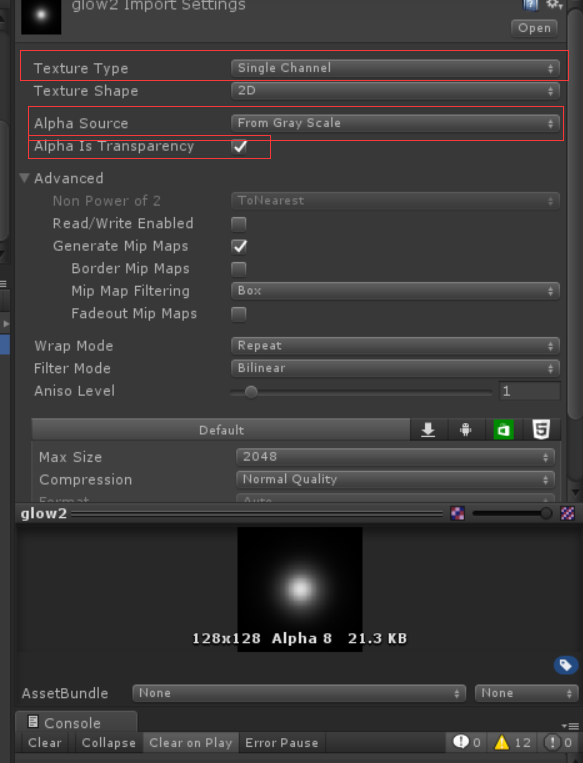 glow2 Import Settings
Open
Texture Type Single Channel
Texture Shape 2D
Alpha Source From Gray Scale
Alpha Is Transparency
Advanced
Non Power of 2 ToNearest
Read/Write Enabled
Generate Mip Maps
Border Mip Maps
Mip Map Filtering Box
Fadeout Mip Maps
Wrap Mode Repeat
Filter Mode Bilinear
Aniso Level 1
Default
Max Size 2048
Compression Normal Quality
Format Auto
glow2
128x128 Alpha 8 21.3 KB
AssetBundle None None
Console
Clear Collapse Clear on Play Error Pause 0 12 0